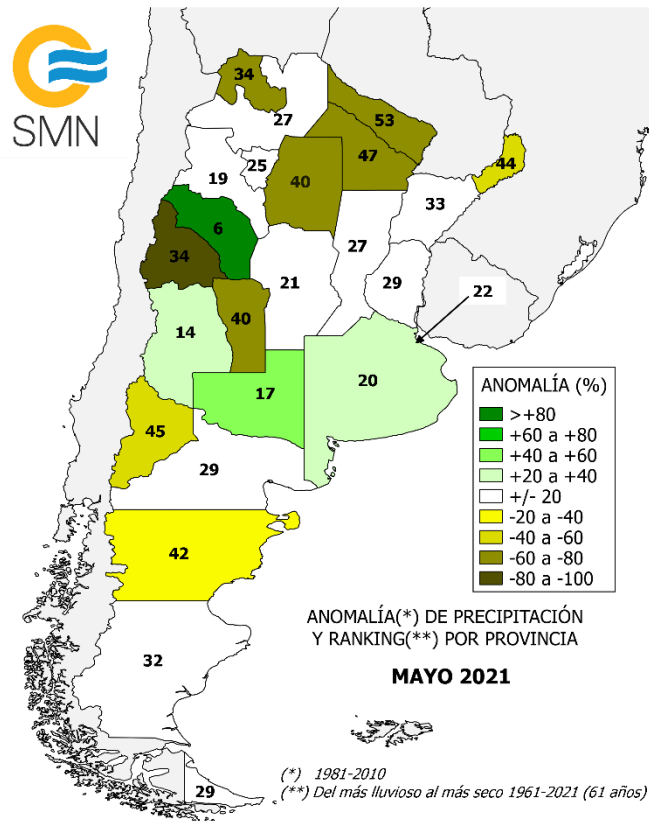 SMN
34
27
53
47
44
25
19
40
33
6
27
34
21
29
22
14
40
20
17
45
29
42
32
29
ANOMALÍA (%)
>+80
+60 a +80
+40 a +60
+20 a +40
+/- 20
-20 a -40
-40 a -60
-60 a -80
-80 a -100
ANOMALÍA(*) DE PRECIPITACIÓN
Y RANKING(**) POR PROVINCIA
MAYO 2021
(*) 1981-2010
(**) Del más lluvioso al más seco 1961-2021 (61 años)